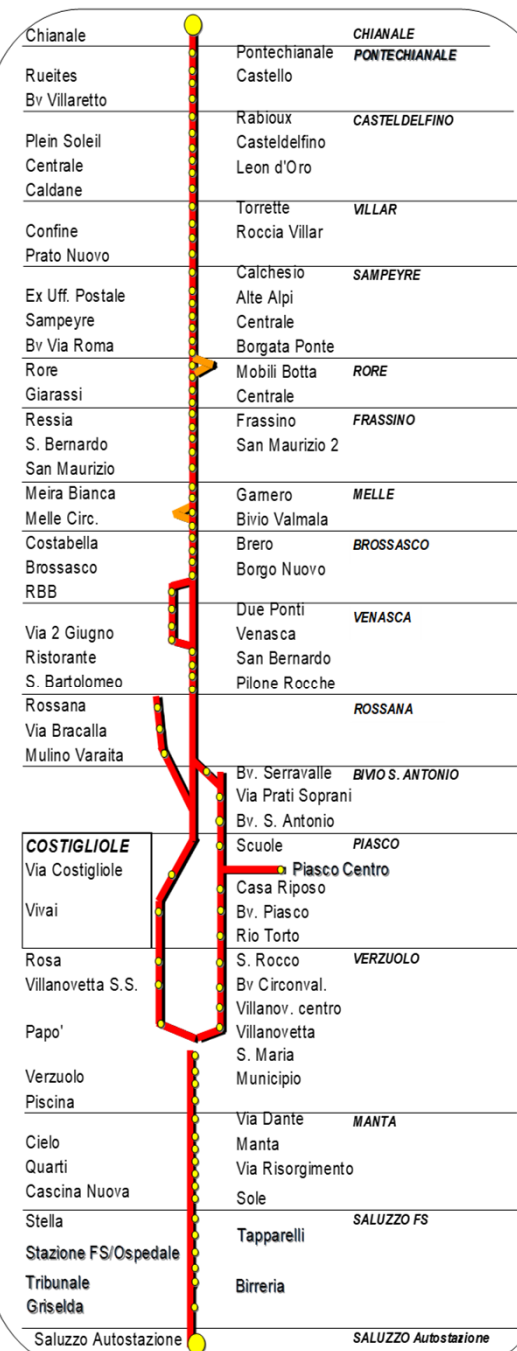 Chianale CHIANALE
Pontechianale PONTECHIANALE
Rueites Castello
Bv Villaretto
Rabioux CASTELDELFINO
Plein Soleil Casteldelfino
Centrale Leon d'Oro
Caldane
Torrette VILLAR
Confine Roccia Villar
Prato Nuovo
Calchesio SAMPEYRE
Ex Uff. Postale Alte Alpi
Sampeyre Centrale
Bv Via Roma Borgata Ponte
Rore Mobili Botta RORE
Giarassi Centrale
Ressia Frassino FRASSINO
S. Bernardo San Maurizio 2
San Maurizio
Meira Bianca Gamero MELLE
Melle Circ. Bivio Valmala
Costabella Brero BROSSASCO
Brossasco Borgo Nuovo
RBB
Due Ponti VENASCA
Via 2 Giugno Venasca
Ristorante San Bernardo
S. Bartolomeo Pilone Rocche
Rossana ROSSANA
Via Bracalla
Mulino Varaita
Bv. Serravalle BIVIO S. ANTONIO
Via Prati Soprani
Bv. S. Antonio
COSTIGLIOLE Scuole PIASCO
Via Costigliole Piasco Centro
Casa Riposo
Vivai Bv. Piasco
Rio Torto
Rosa S. Rocco VERZUOLO
Villanovetta S.S. Bv Circonval.
Villanov. centro
Papo' Villanovetta
S. Maria
Verzuolo Municipio
Piscina
Via Dante MANTA
Cielo Manta
Quarti Via Risorgimento
Cascina Nuova Sole
Stella SALUZZO FS
Tapparelli
Stazione FS/Ospedale
Tribunale Birreria
Griselda
Saluzzo Autostazione SALUZZO Autostazione